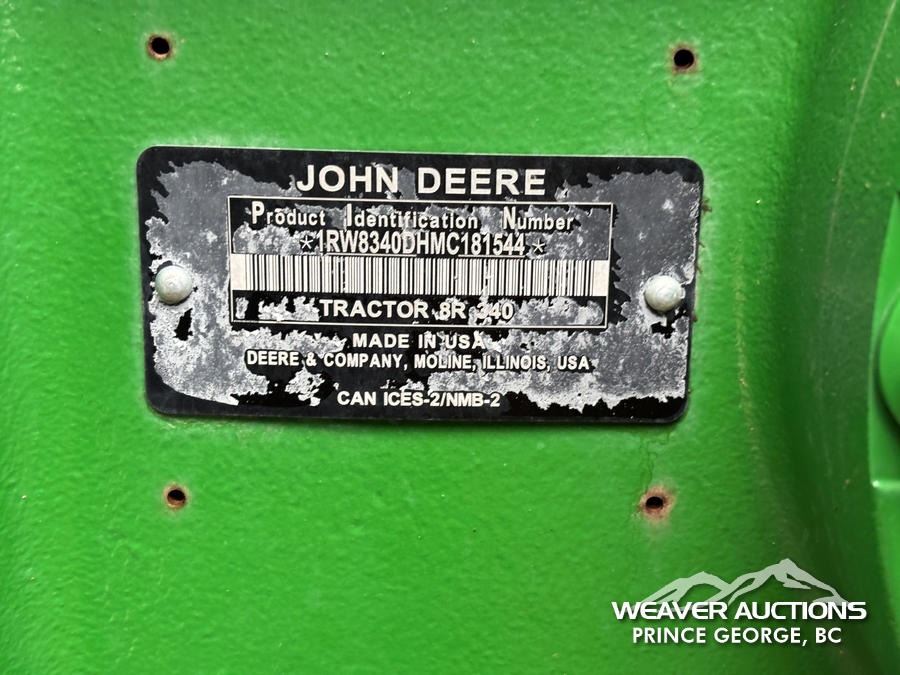 JOHN DEERE
Product Identification Number
*1RW8340DHMC181544*
TRACTOR 8R 340
MADE IN USA
DEERE & COMPANY, MOLINE, ILLINOIS, USA
CAN ICES-2/NMB-2
WEAVER AUCTIONS
PRINCE GEORGE, BC